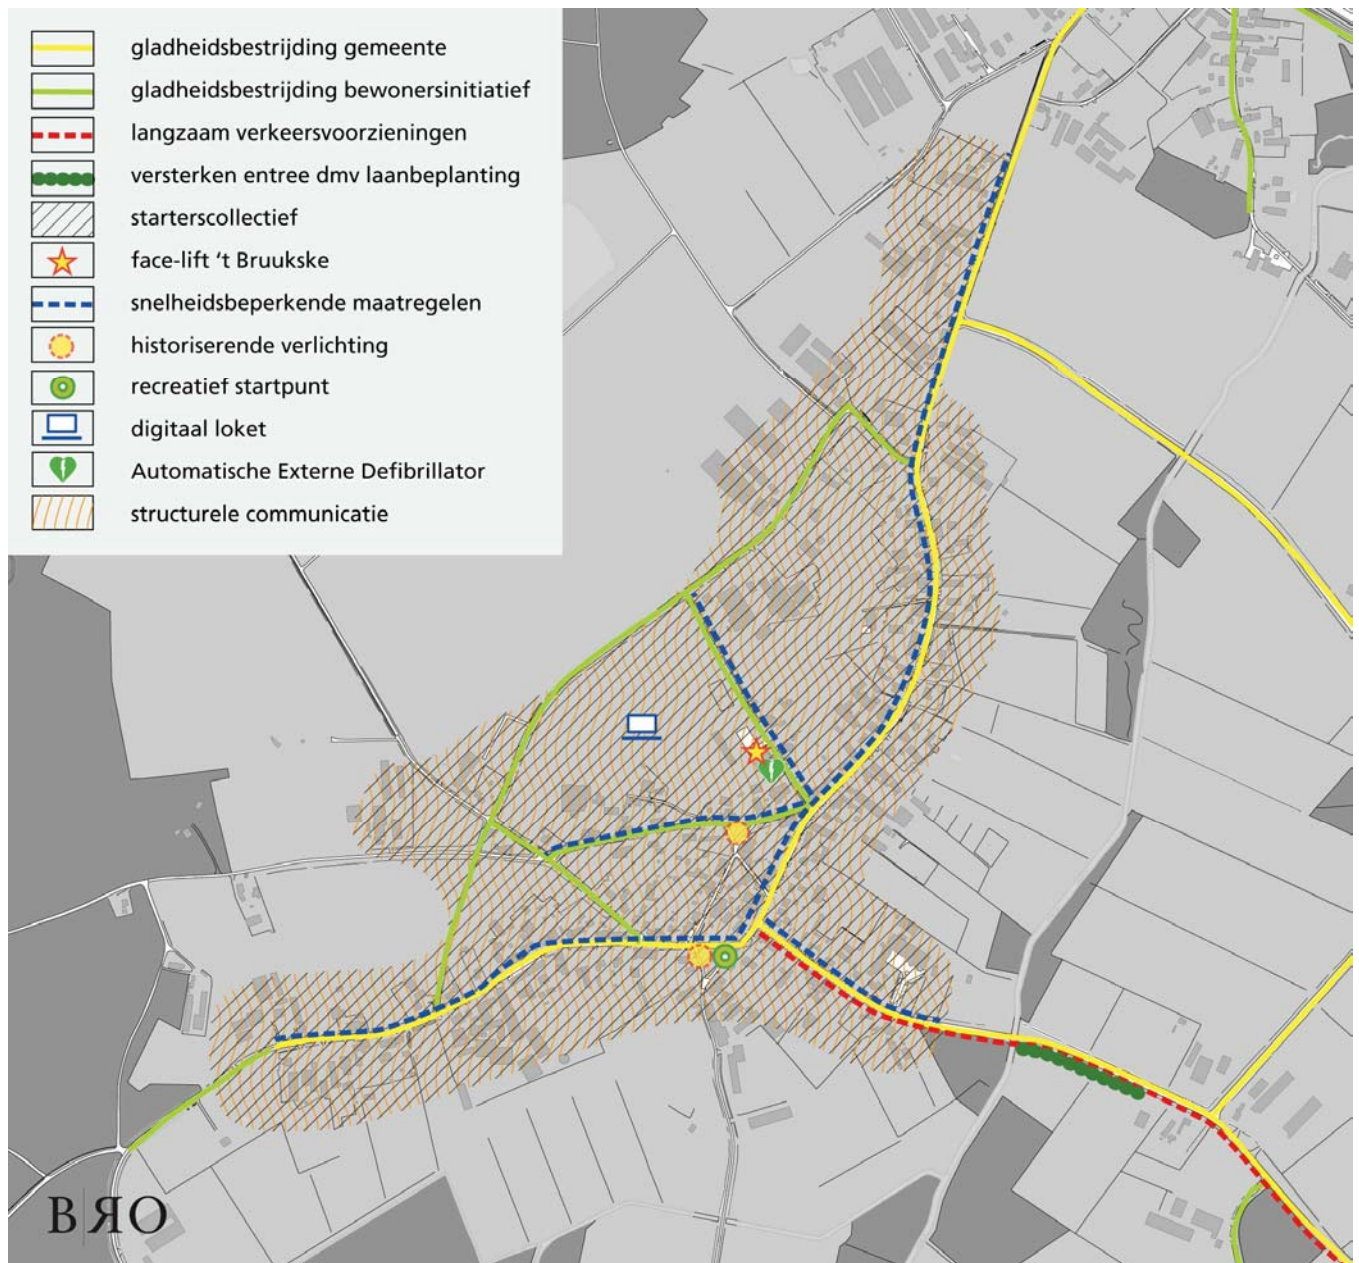 gladheidsbestrijding gemeente
gladheidsbestrijding bewonersinitiatief
langzaam verkeersvoorzieningen
versterken entree dmv laanbeplanting
starterscollectief
face-lift ‘t Bruukske
snelheidsbeperkende maatregelen
historiserende verlichting
recreatief startpunt
digitaal loket
Automatische Externe Defibrillator
structurele communicatie
B|ЯO